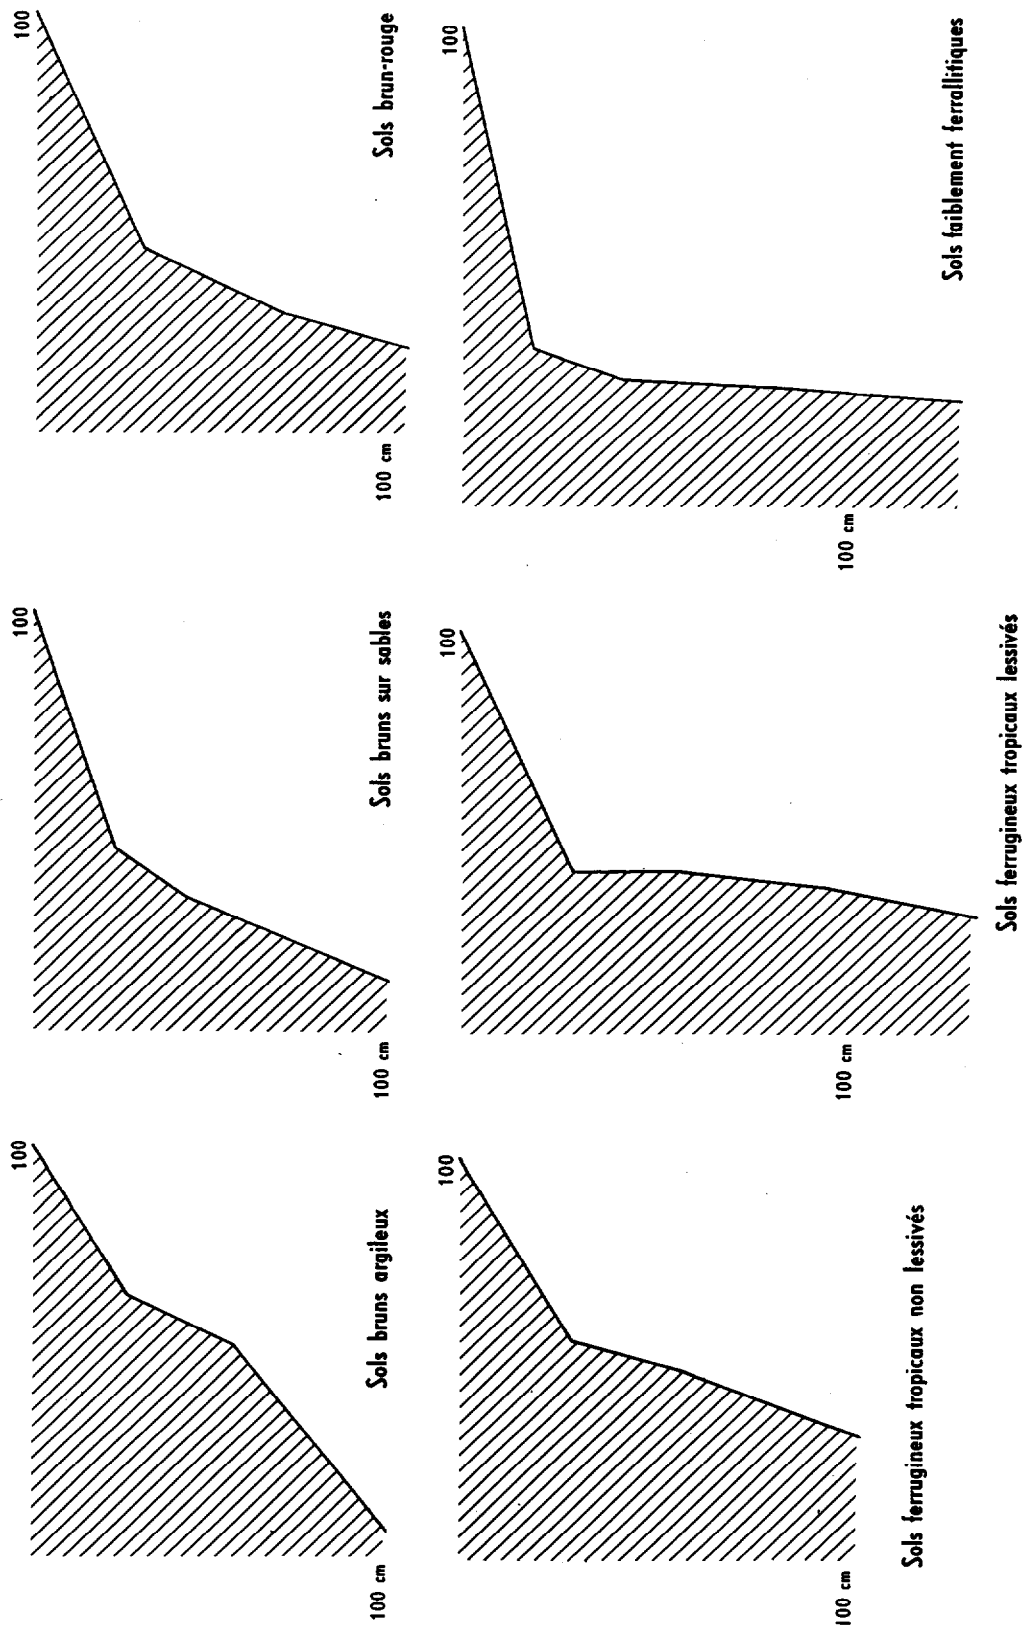 100
100 cm
Sols bruns argileux
100
100 cm
Sols bruns sur sables
100
100 cm
Sols brun-rouge
100
100 cm
Sols ferrugineux tropicaux non lessivés
100
100 cm
Sols ferrugineux tropicaux lessivés
100
100 cm
Sols faiblement ferrallitiques